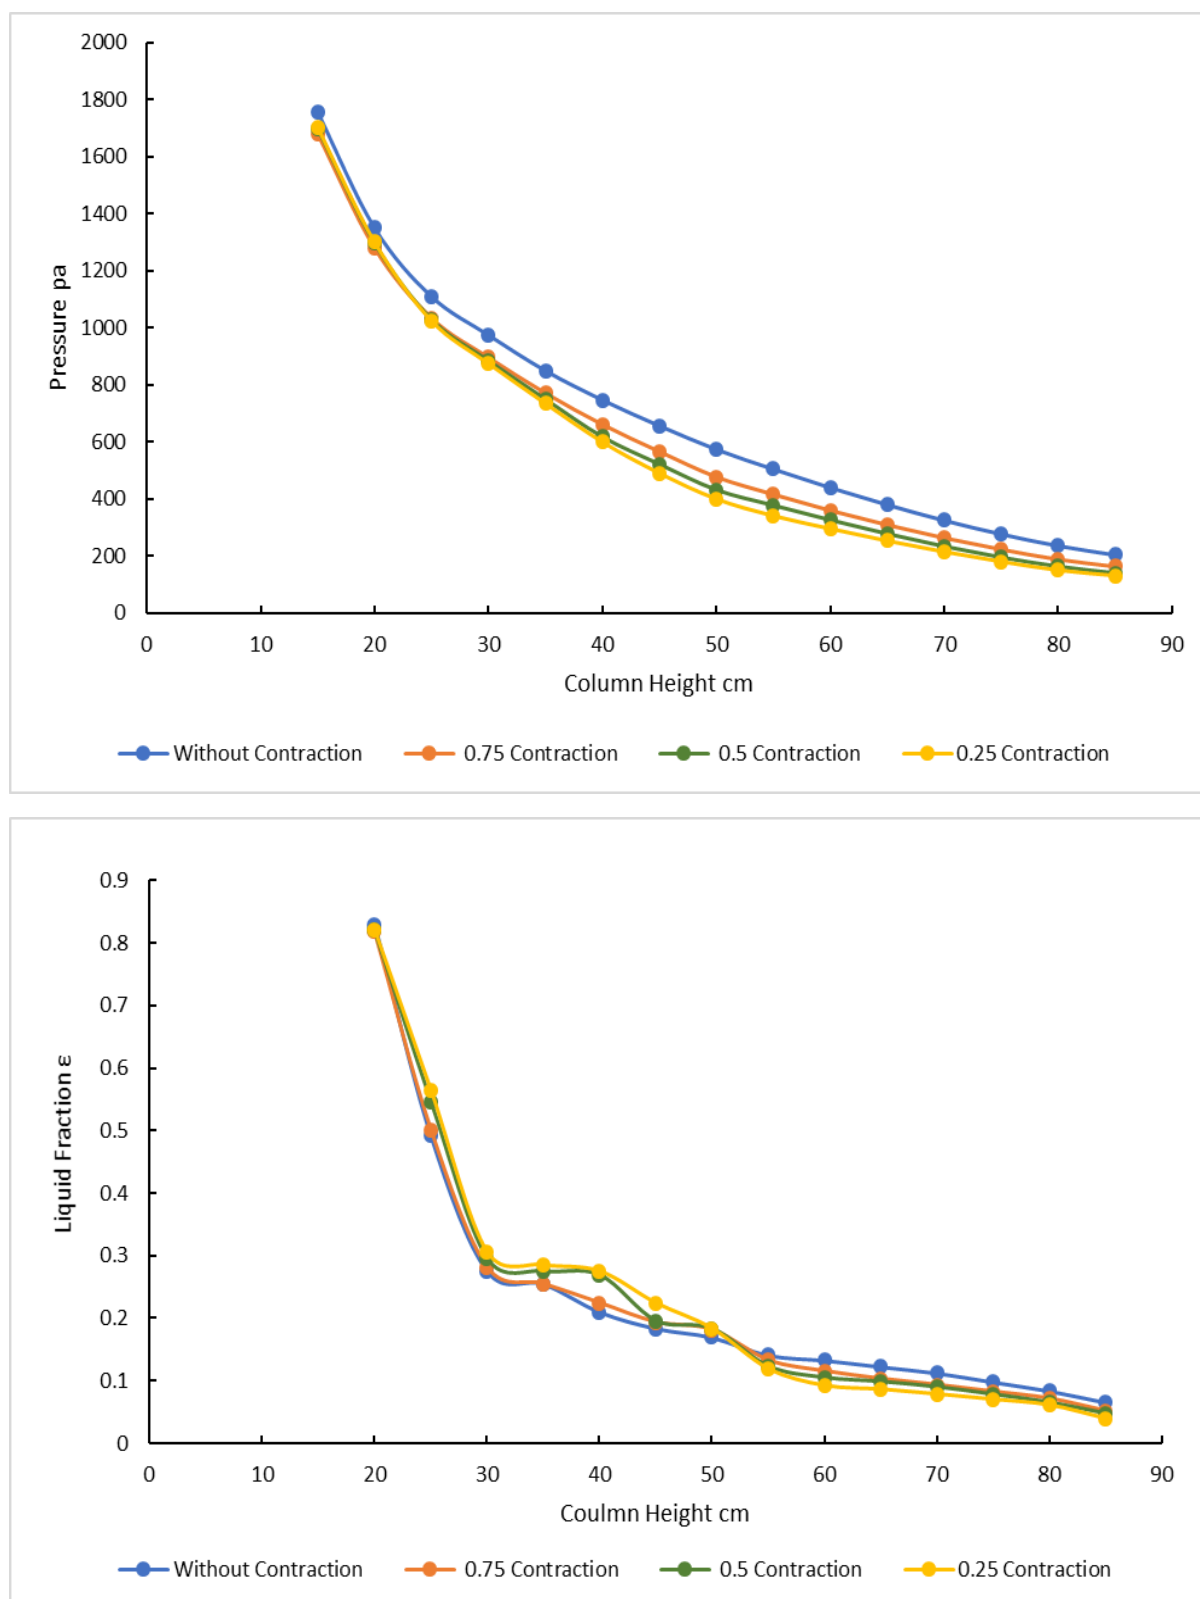 2000
1800
1600
1400
1200
1000
800
600
400
200
0
Pressure pa
0 10 20 30 40 50 60 70 80 90
Column Height cm
Without Contraction 0.75 Contraction 0.5 Contraction 0.25 Contraction
0.9
0.8
0.7
0.6
0.5
0.4
0.3
0.2
0.1
0
Liquid Fraction ε
0 10 20 30 40 50 60 70 80 90
Coulmn Height cm
Without Contraction 0.75 Contraction 0.5 Contraction 0.25 Contraction